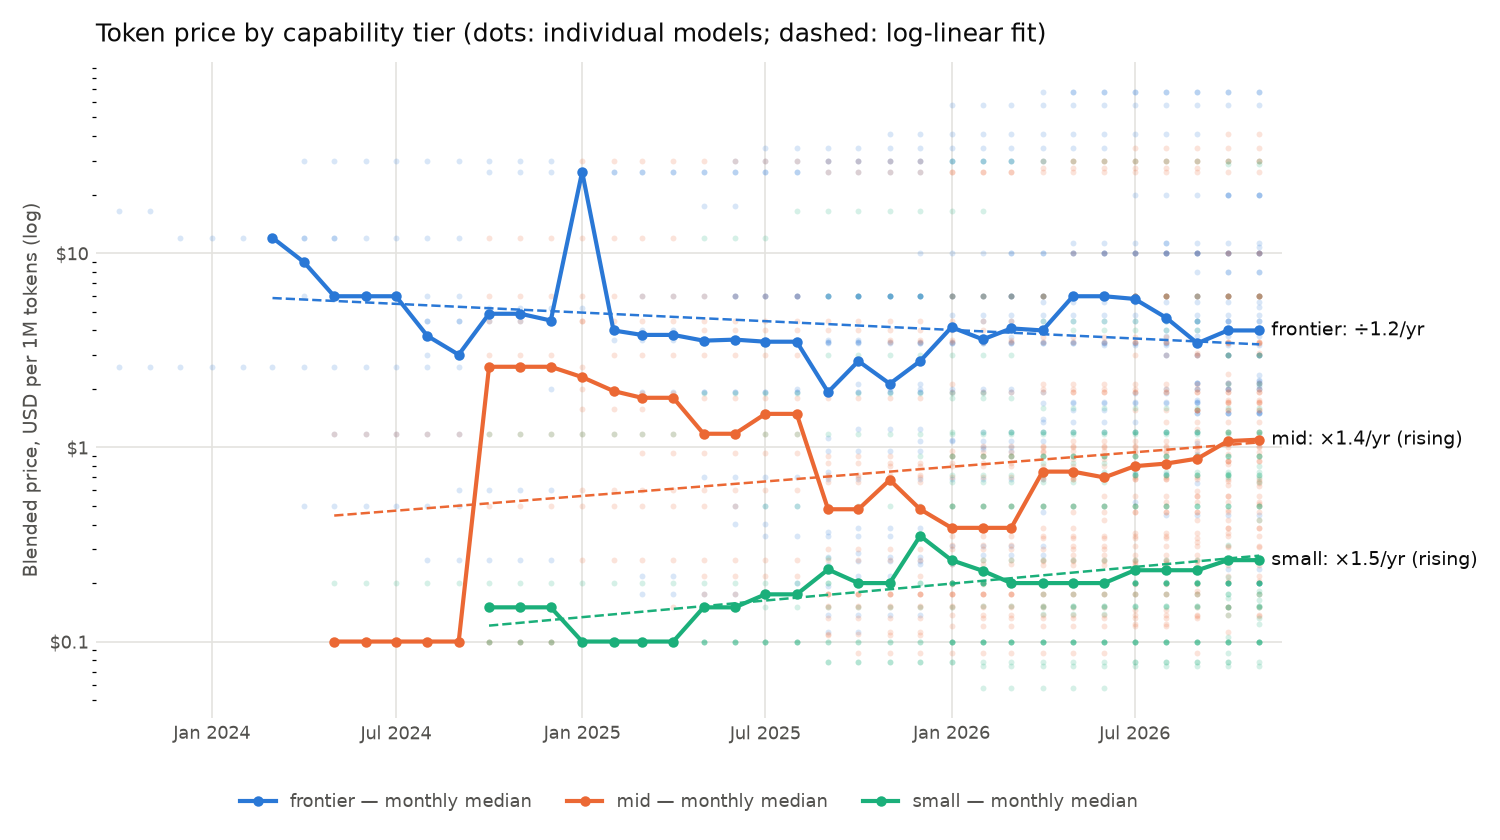 Token price by capability tier (dots: individual models; dashed: log-linear fit)
Blended price, USD per 1M tokens (log)
$10
$1
$0.1
frontier: ÷1.2/yr
mid: ×1.4/yr (rising)
small: ×1.5/yr (rising)
Jan 2024
Jul 2024
Jan 2025
Jul 2025
Jan 2026
Jul 2026
frontier — monthly median
mid — monthly median
small — monthly median